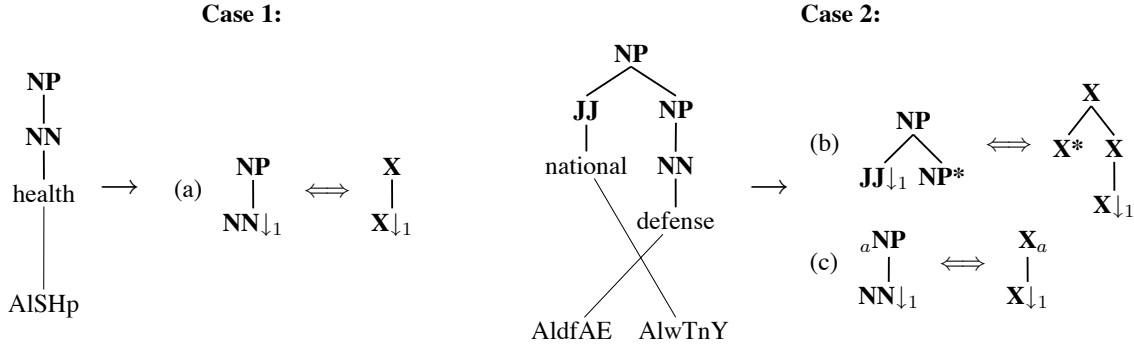 Case 1:
NP
NN
health
AlSHp
(a)
NP
NN↓1
⟺
X
X↓1
Case 2:
NP
JJ NP
national NN
defense
AldfAE AlwTnY
(b)
NP
JJ↓1 NP*
⟺
X
X* X
X↓1
(c)
aNP
NN↓1
⟺
Xa
X↓1